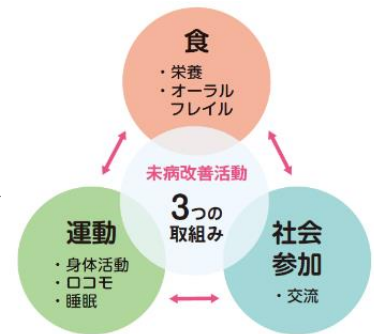 食
・栄養
・オーラル
フレイル
未病改善活動
3つの
取組み
運動
・身体活動
・ロコモ
・睡眠
社会
参加
・交流